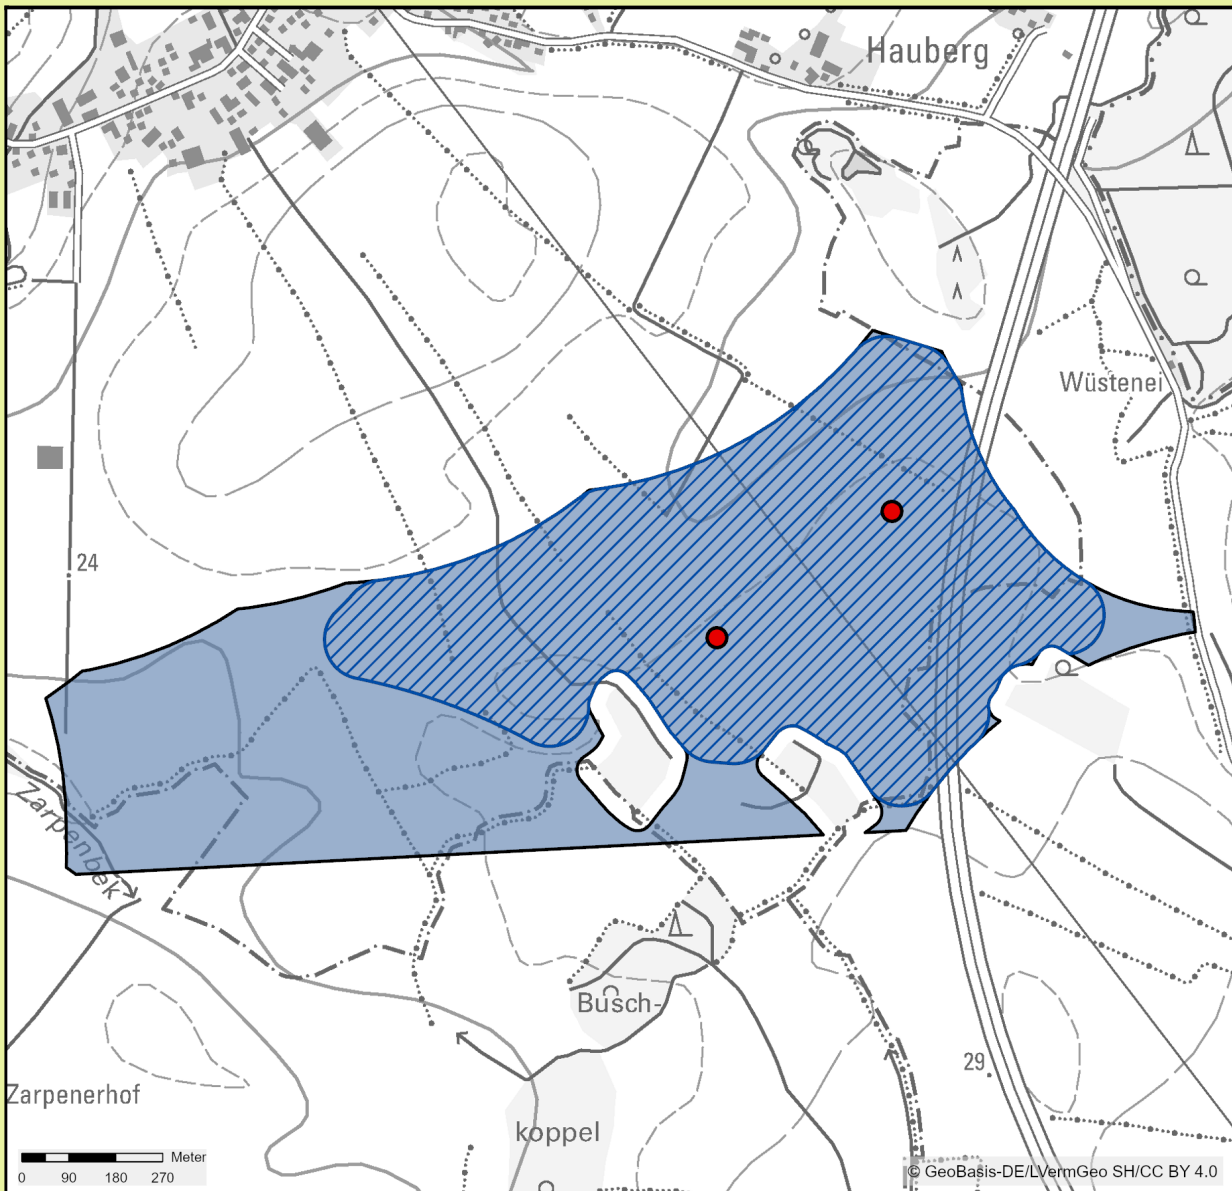 Hauberg
Wüstenei
24
Zarpenbek
Busch-
koppel
29
Zarpenerhof
Meter
0 90 180 270
© GeoBasis-DE/LVermGeo SH/CC BY 4.0